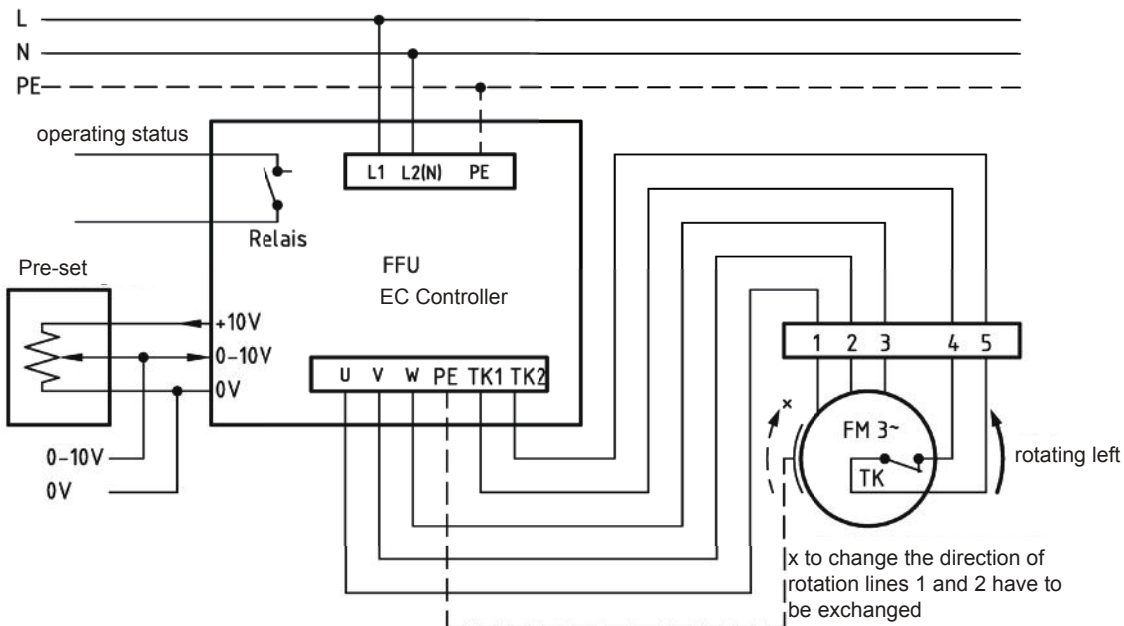 L
N
PE
operating status
L1 L2(N) PE
Relais
Pre-set
FFU
EC Controller
+10V
0-10V
0V
U V W PE TK1 TK2
1 2 3 4 5
x
FM 3~
TK
rotating left
0-10V
0V
x to change the direction of
rotation lines 1 and 2 have to
be exchanged